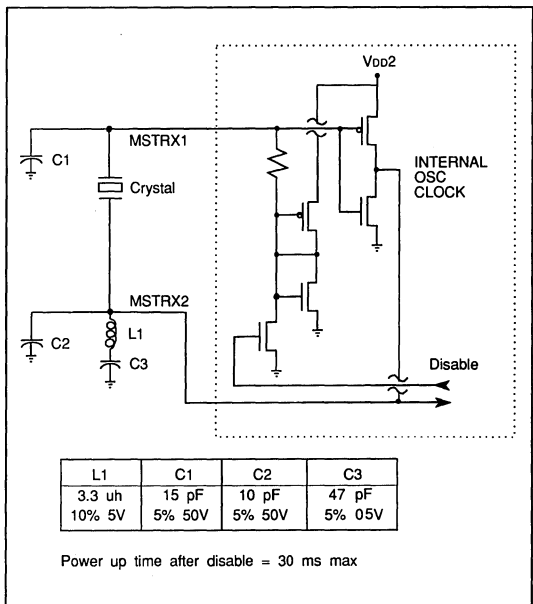 VDD2
MSTRX1
C1
Crystal
INTERNAL
OSC
CLOCK
MSTRX2
L1
C2
C3
Disable
L1 C1 C2 C3
3.3 uh 15 pF 10 pF 47 pF
10% 5V 5% 50V 5% 50V 5% 05V
Power up time after disable = 30 ms max